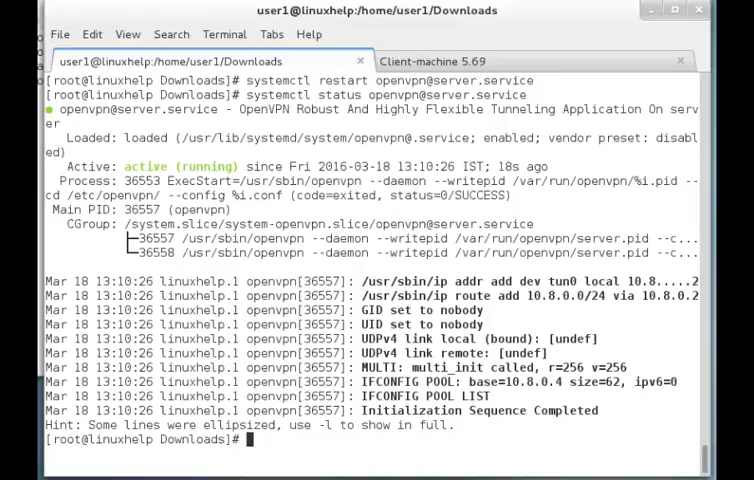 user1@linuxhelp:/home/user1/Downloads
File Edit View Search Terminal Tabs Help
user1@linuxhelp:/home/user1/Downloads
Client-machine 5.69
[root@linuxhelp Downloads]# systemctl restart openvpn@server.service
[root@linuxhelp Downloads]# systemctl status openvpn@server.service
● openvpn@server.service - OpenVPN Robust And Highly Flexible Tunneling Application On serv
er
Loaded: loaded (/usr/lib/systemd/system/openvpn@.service; enabled; vendor preset: disabl
ed)
Active: active (running) since Fri 2016-03-18 13:10:26 IST; 18s ago
Process: 36553 ExecStart=/usr/sbin/openvpn --daemon --writepid /var/run/openvpn/%i.pid --
cd /etc/openvpn/ --config %i.conf (code=exited, status=0/SUCCESS)
Main PID: 36557 (openvpn)
CGroup: /system.slice/system-openvpn.slice/openvpn@server.service
├─36557 /usr/sbin/openvpn --daemon --writepid /var/run/openvpn/server.pid --c...
└─36558 /usr/sbin/openvpn --daemon --writepid /var/run/openvpn/server.pid --c...
Mar 18 13:10:26 linuxhelp.1 openvpn[36557]: /usr/sbin/ip addr add dev tun0 local 10.8.....2
Mar 18 13:10:26 linuxhelp.1 openvpn[36557]: /usr/sbin/ip route add 10.8.0.0/24 via 10.8.0.2
Mar 18 13:10:26 linuxhelp.1 openvpn[36557]: GID set to nobody
Mar 18 13:10:26 linuxhelp.1 openvpn[36557]: UID set to nobody
Mar 18 13:10:26 linuxhelp.1 openvpn[36557]: UDPv4 link local (bound): [undef]
Mar 18 13:10:26 linuxhelp.1 openvpn[36557]: UDPv4 link remote: [undef]
Mar 18 13:10:26 linuxhelp.1 openvpn[36557]: MULTI: multi_init called, r=256 v=256
Mar 18 13:10:26 linuxhelp.1 openvpn[36557]: IFCONFIG POOL: base=10.8.0.4 size=62, ipv6=0
Mar 18 13:10:26 linuxhelp.1 openvpn[36557]: IFCONFIG POOL LIST
Mar 18 13:10:26 linuxhelp.1 openvpn[36557]: Initialization Sequence Completed
Hint: Some lines were ellipsized, use -l to show in full.
[root@linuxhelp Downloads]#